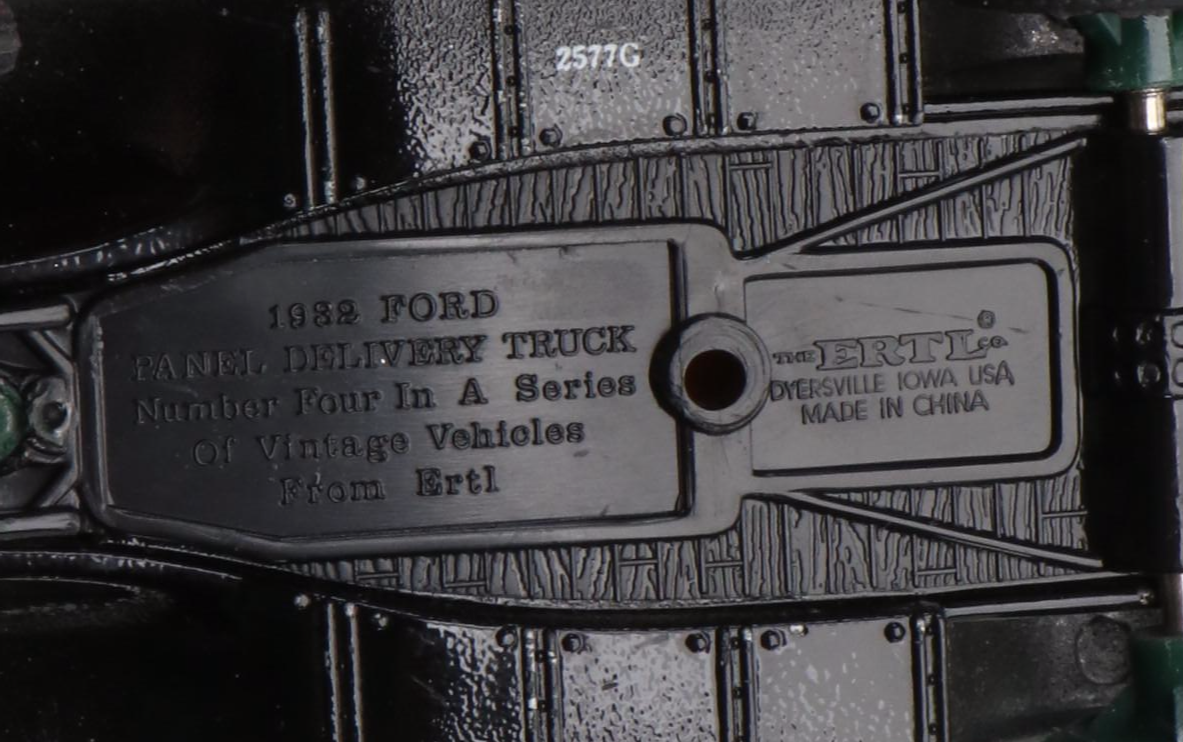 2577G
1932 FORD
PANEL DELIVERY TRUCK
Number Four In A Series
Of Vintage Vehicles
From Ertl
THE ERTL CO. ®
DYERSVILLE IOWA USA
MADE IN CHINA